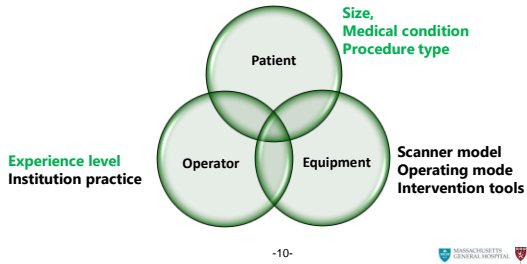 Size,
Medical condition
Procedure type
Patient
Experience level
Institution practice
Operator
Equipment
Scanner model
Operating mode
Intervention tools
-10-
MASSACHUSETTS
GENERAL HOSPITAL